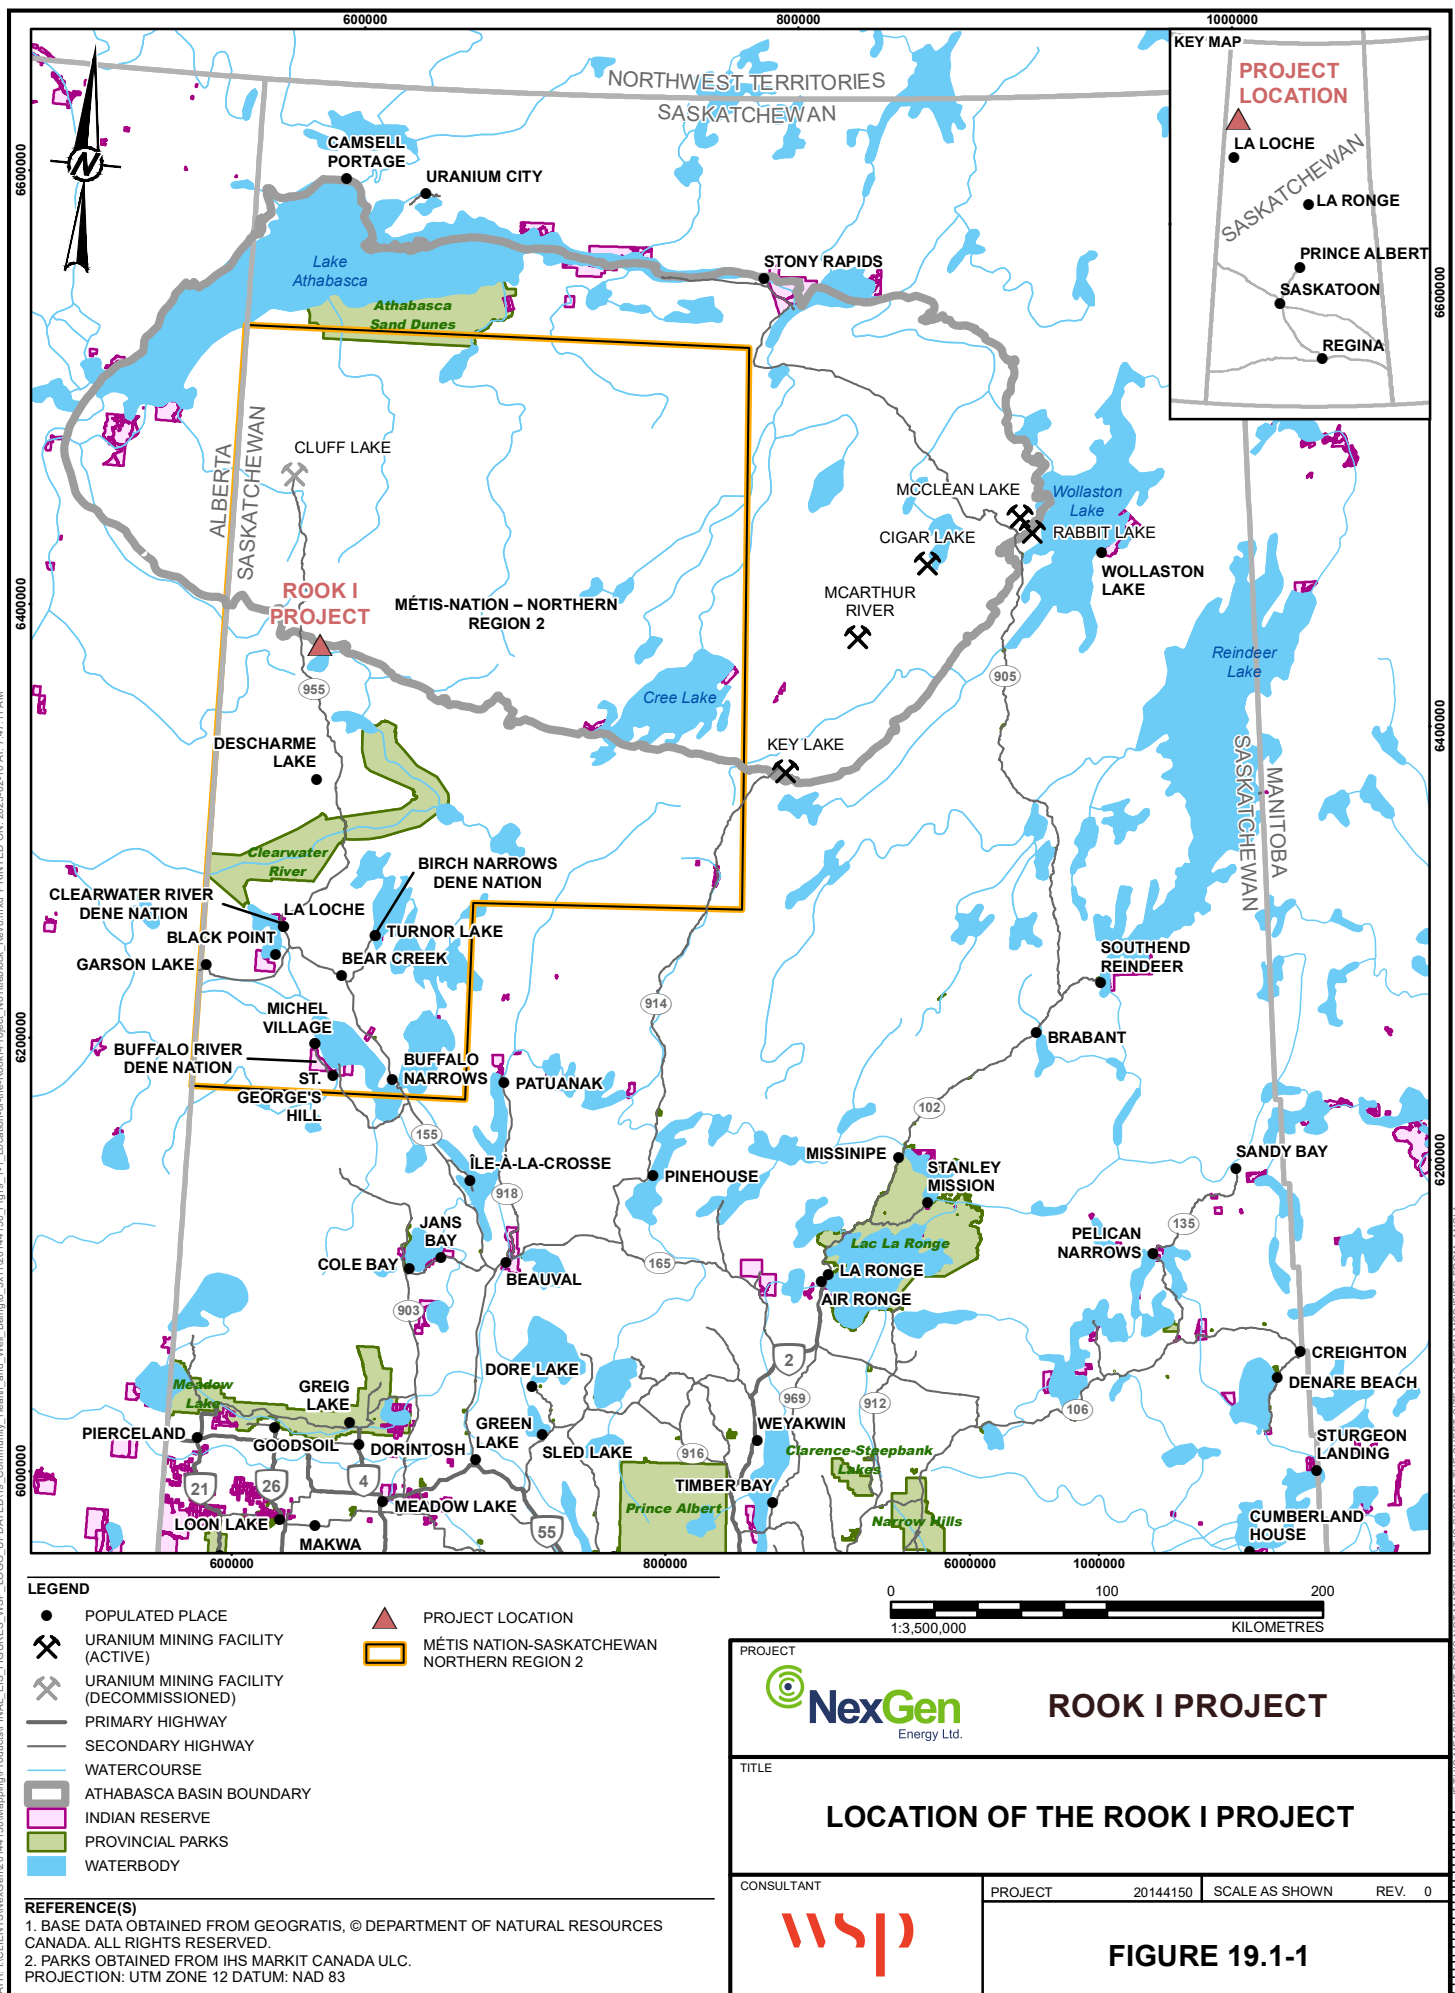 600000
800000
1000000
KEY MAP
PROJECT
LOCATION
LA LOCHE
SASKATCHEWAN
LA RONGE
PRINCE ALBERT
SASKATOON
REGINA
NORTHWEST TERRITORIES
SASKATCHEWAN
N
CAMSELL
PORTAGE
URANIUM CITY
6600000
6600000
Lake
Athabasca
STONY RAPIDS
Athabasca
Sand Dunes
ALBERTA
SASKATCHEWAN
CLUFF LAKE
MCCLEAN LAKE
Wollaston
Lake
RABBIT LAKE
CIGAR LAKE
WOLLASTON
LAKE
MCARTHUR
RIVER
ROOK I
PROJECT
MÉTIS-NATION – NORTHERN
REGION 2
6400000
6400000
Reindeer
Lake
955
905
Cree Lake
DESCHARME
LAKE
KEY LAKE
SASKATCHEWAN
MANITOBA
Clearwater
River
BIRCH NARROWS
DENE NATION
CLEARWATER RIVER
DENE NATION
LA LOCHE
TURNOR LAKE
BLACK POINT
BEAR CREEK
GARSON LAKE
SOUTHEND
REINDEER
914
MICHEL
VILLAGE
BRABANT
6200000
6200000
BUFFALO RIVER
DENE NATION
BUFFALO
NARROWS
ST.
GEORGE'S
HILL
PATUANAK
102
155
MISSINIPE
STANLEY
MISSION
SANDY BAY
ÎLE-À-LA-CROSSE
PINEHOUSE
918
135
JANS
BAY
PELICAN
NARROWS
Lac La Ronge
COLE BAY
BEAUVAL
165
LA RONGE
AIR RONGE
903
CREIGHTON
2
DENARE BEACH
Meadow
Lake
GREIG
LAKE
DORE LAKE
969
912
106
PIERCELAND
GOODSOIL
DORINTOSH
GREEN
LAKE
SLED LAKE
WEYAKWIN
916
Clarence-Steepbank
Lakes
STURGEON
LANDING
6000000
21
26
4
TIMBER BAY
MEADOW LAKE
Prince Albert
Narrow Hills
LOON LAKE
MAKWA
55
CUMBERLAND
HOUSE
600000
800000
6000000
1000000
LEGEND
POPULATED PLACE
URANIUM MINING FACILITY
(ACTIVE)
URANIUM MINING FACILITY
(DECOMMISSIONED)
PRIMARY HIGHWAY
SECONDARY HIGHWAY
WATERCOURSE
ATHABASCA BASIN BOUNDARY
INDIAN RESERVE
PROVINCIAL PARKS
WATERBODY
PROJECT LOCATION
MÉTIS NATION-SASKATCHEWAN
NORTHERN REGION 2
0 100 200
1:3,500,000 KILOMETRES
REFERENCE(S)
1. BASE DATA OBTAINED FROM GEOGRATIS, © DEPARTMENT OF NATURAL RESOURCES
CANADA. ALL RIGHTS RESERVED.
2. PARKS OBTAINED FROM IHS MARKIT CANADA ULC.
PROJECTION: UTM ZONE 12 DATUM: NAD 83
PROJECT
NexGen
Energy Ltd.
ROOK I PROJECT
TITLE
LOCATION OF THE ROOK I PROJECT
CONSULTANT
wsp
PROJECT 20144150 SCALE AS SHOWN REV. 0
FIGURE 19.1-1